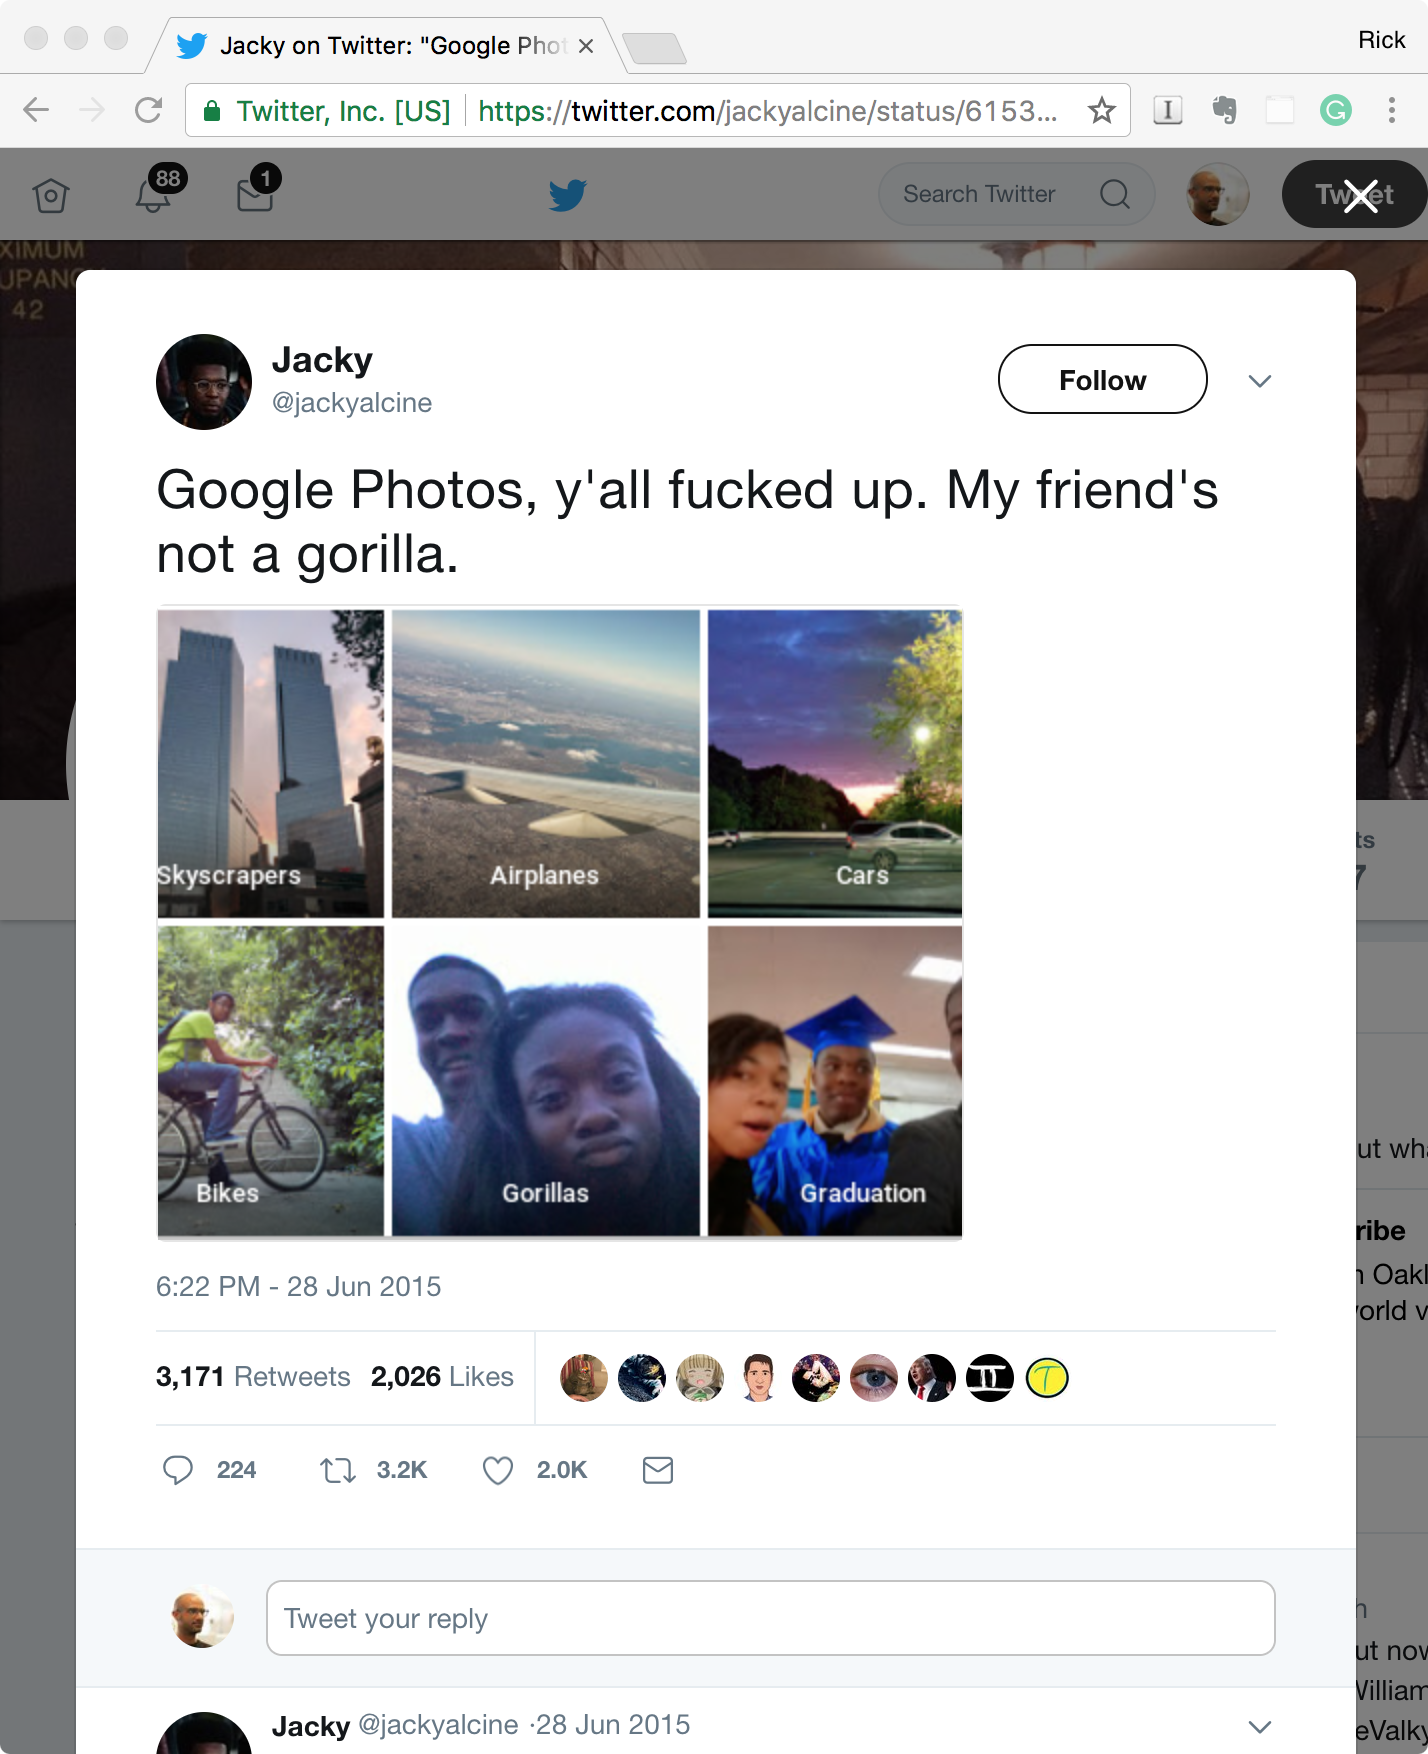 Jacky on Twitter: "Google Phot
Rick
Twitter, Inc. [US]
https://twitter.com/jackyalcine/status/6153...
88
1
Search Twitter
Tweet
XIMUM
UPANC
42
Jacky
@jackyalcine
Follow
Google Photos, y'all fucked up. My friend's
not a gorilla.
Skyscrapers
Airplanes
Cars
Bikes
Gorillas
Graduation
ts
7
6:22 PM - 28 Jun 2015
ut wha
ribe
n Oakl
orld v
3,171 Retweets 2,026 Likes
T
224
3.2K
2.0K
Tweet your reply
h
ut now
William
eValky
Jacky @jackyalcine ·28 Jun 2015